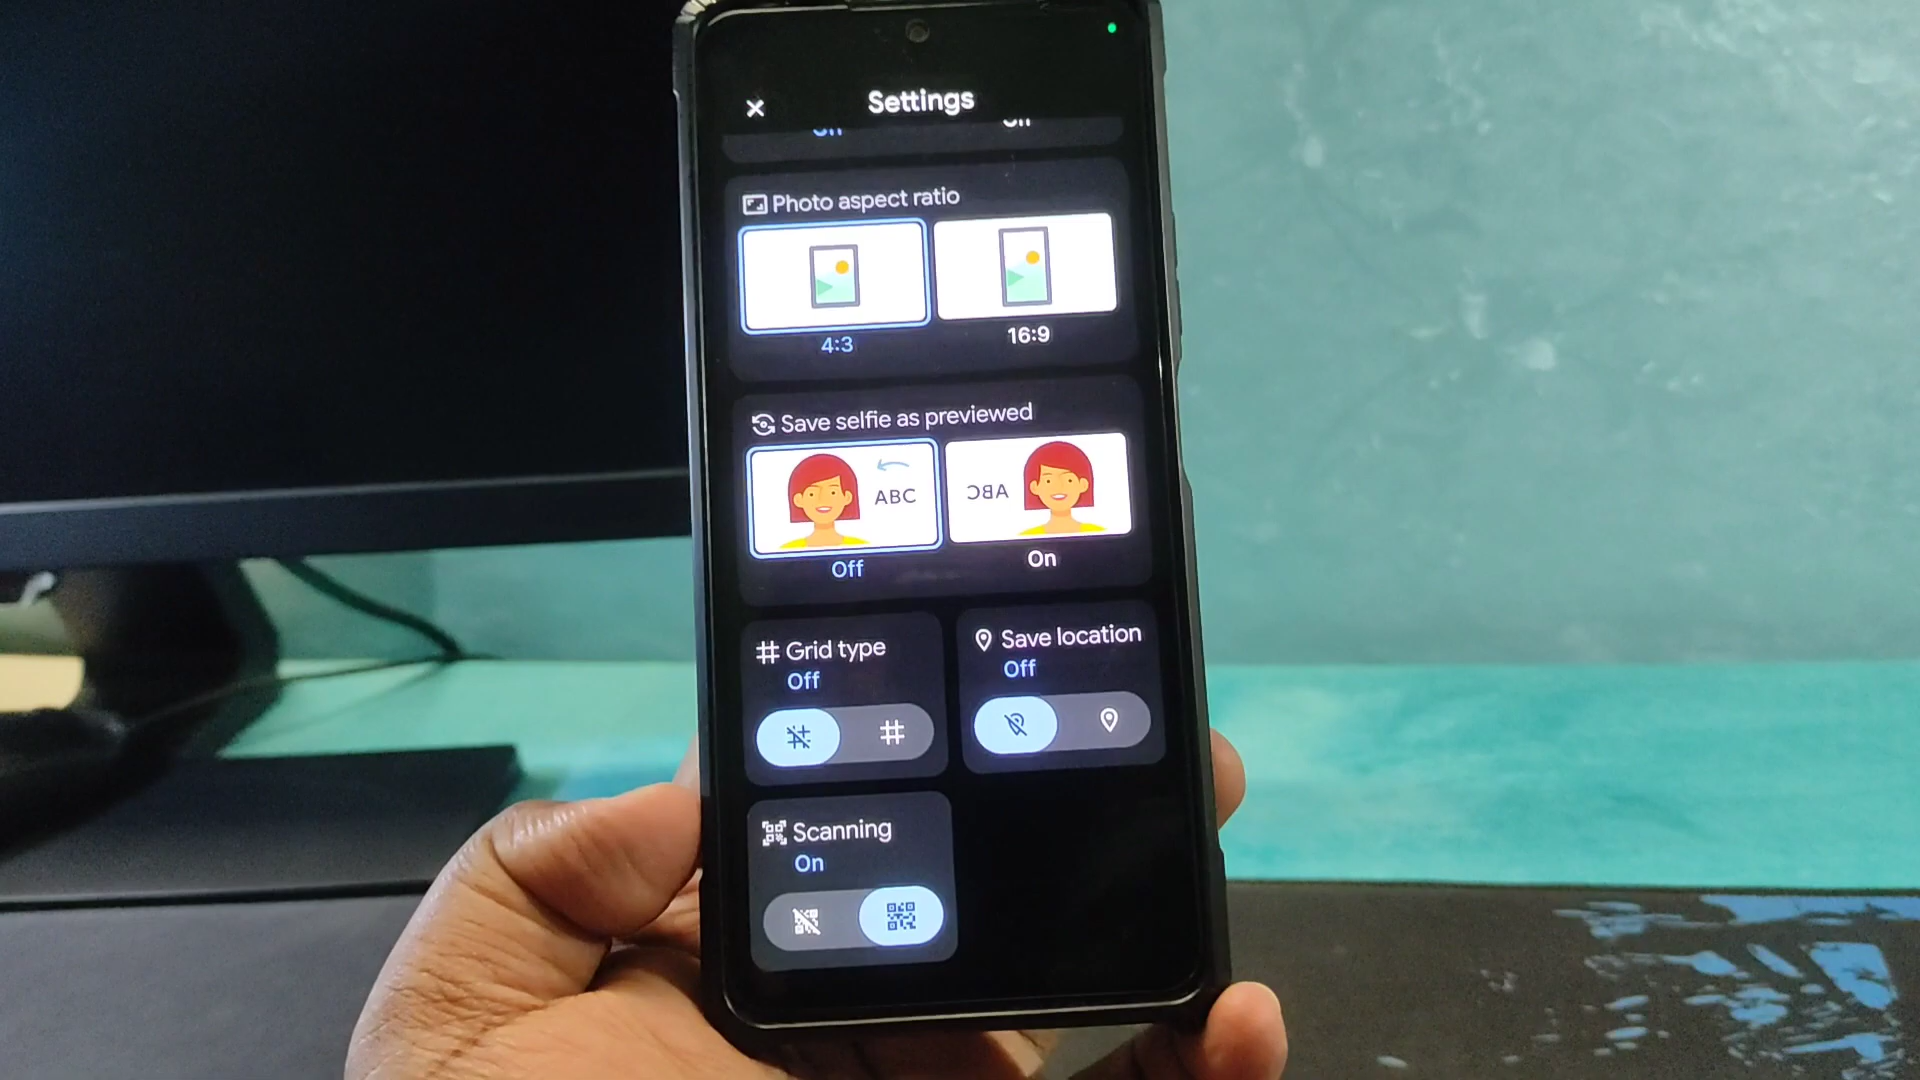 Settings
Photo aspect ratio
4:3
16:9
Save selfie as previewed
ABC
ABC
Off
On
Grid type
Off
Save location
Off
Scanning
On